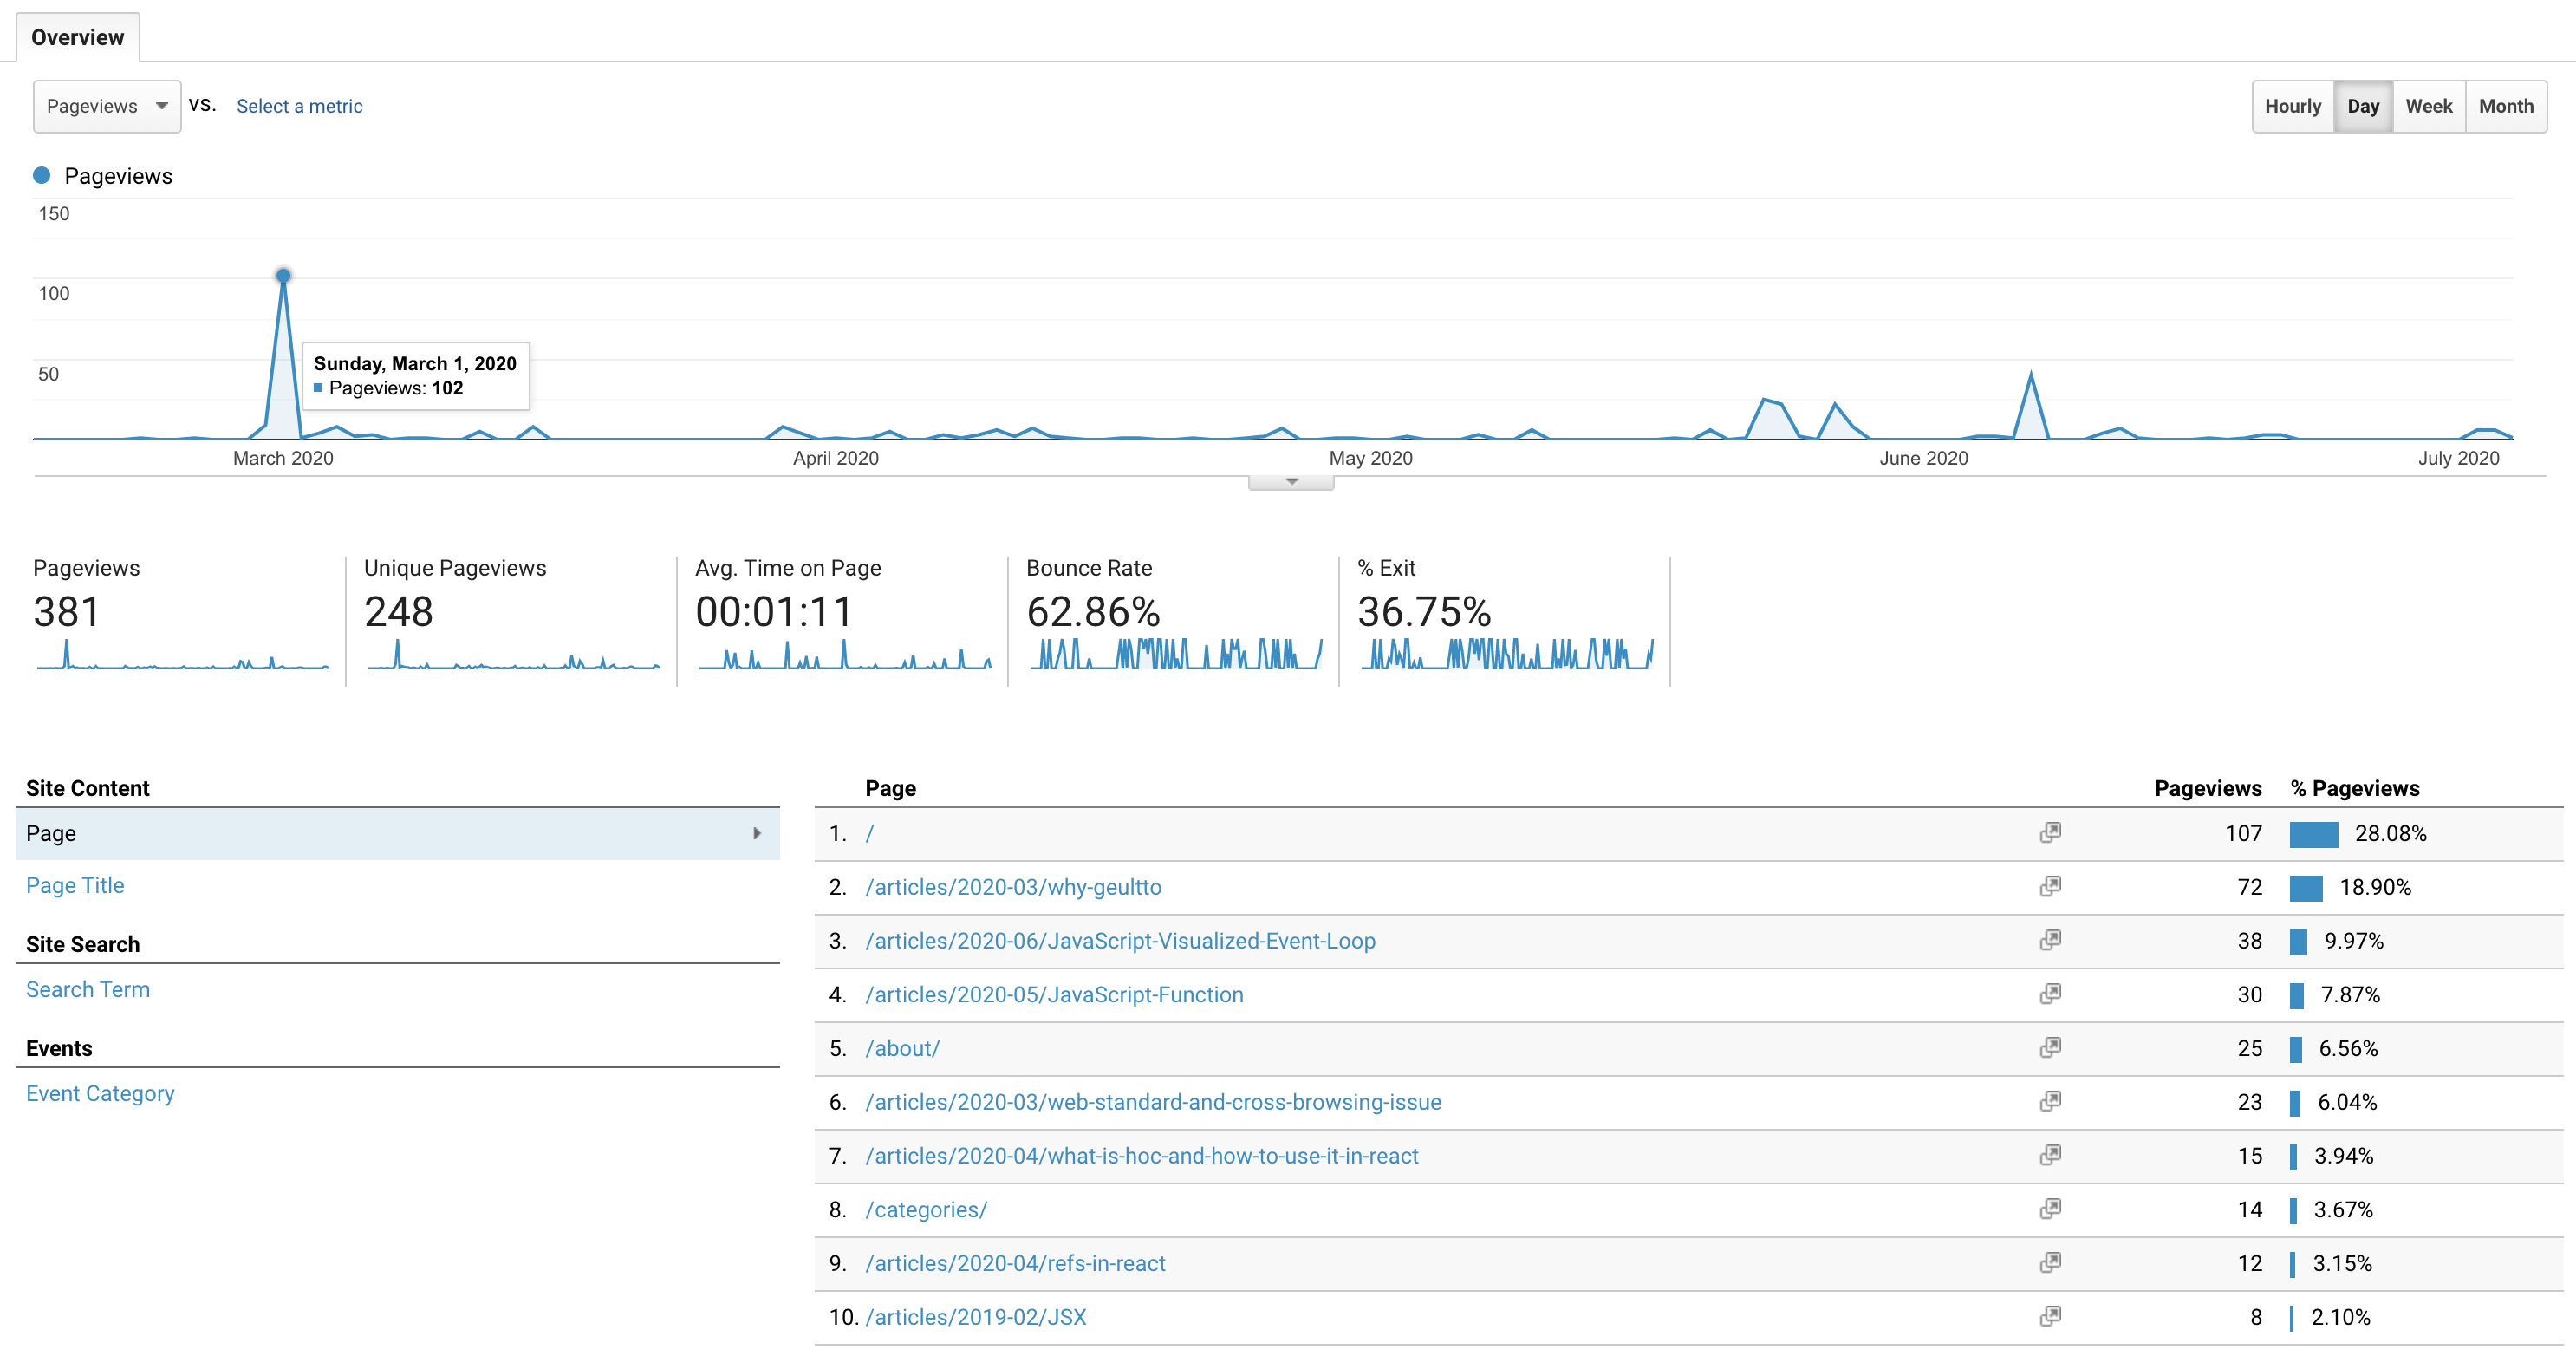 Overview
Pageviews vs. Select a metric
Hourly Day Week Month
Pageviews
150
100
50
Sunday, March 1, 2020
Pageviews: 102
March 2020 April 2020 May 2020 June 2020 July 2020
Pageviews Unique Pageviews Avg. Time on Page Bounce Rate % Exit
381 248 00:01:11 62.86% 36.75%
Site Content
Page
Page Title
Site Search
Search Term
Events
Event Category
Page Pageviews % Pageviews
1. / 107 28.08%
2. /articles/2020-03/why-geultto 72 18.90%
3. /articles/2020-06/JavaScript-Visualized-Event-Loop 38 9.97%
4. /articles/2020-05/JavaScript-Function 30 7.87%
5. /about/ 25 6.56%
6. /articles/2020-03/web-standard-and-cross-browsing-issue 23 6.04%
7. /articles/2020-04/what-is-hoc-and-how-to-use-it-in-react 15 3.94%
8. /categories/ 14 3.67%
9. /articles/2020-04/refs-in-react 12 3.15%
10. /articles/2019-02/JSX 8 2.10%